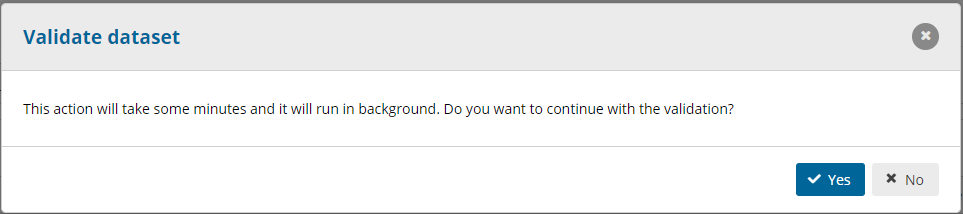 Validate dataset
This action will take some minutes and it will run in background. Do you want to continue with the validation?
Yes No